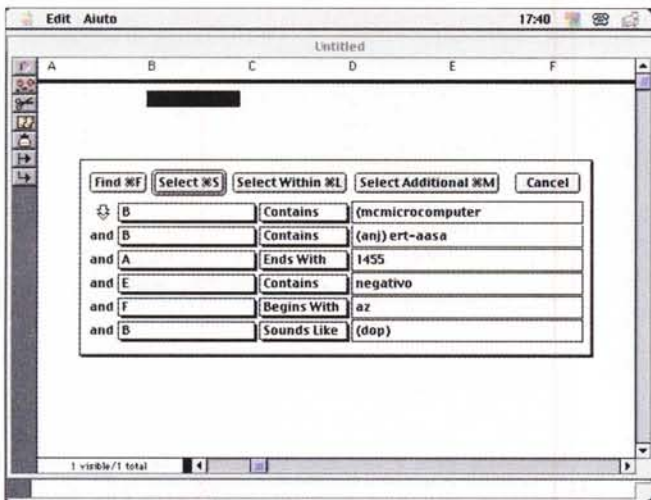 Edit Aiuto 17:40
Untitled
A B C D E F
Find ⌘F Select ⌘S Select Within ⌘L Select Additional ⌘M Cancel
B Contains (mcmicrocomputer
and B Contains (anj) ert-aasa
and A Ends With 1455
and E Contains negativo
and F Begins With az
and B Sounds Like (dop)
1 visible/1 total